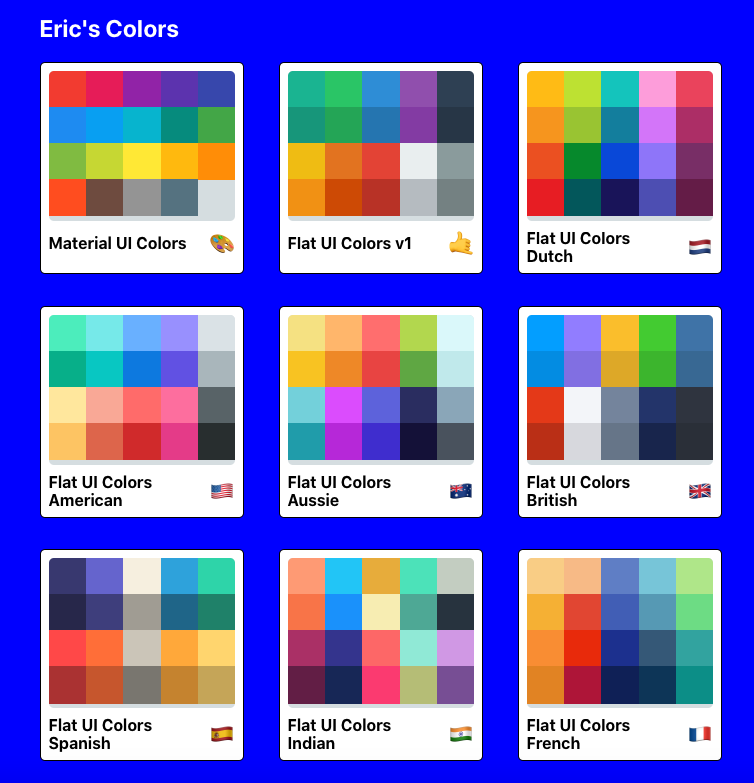 Eric's Colors
Material UI Colors 🎨
Flat UI Colors v1 🤙
Flat UI Colors
Dutch 🇳🇱
Flat UI Colors
American 🇺🇸
Flat UI Colors
Aussie 🇦🇺
Flat UI Colors
British 🇬🇧
Flat UI Colors
Spanish 🇪🇸
Flat UI Colors
Indian 🇮🇳
Flat UI Colors
French 🇫🇷